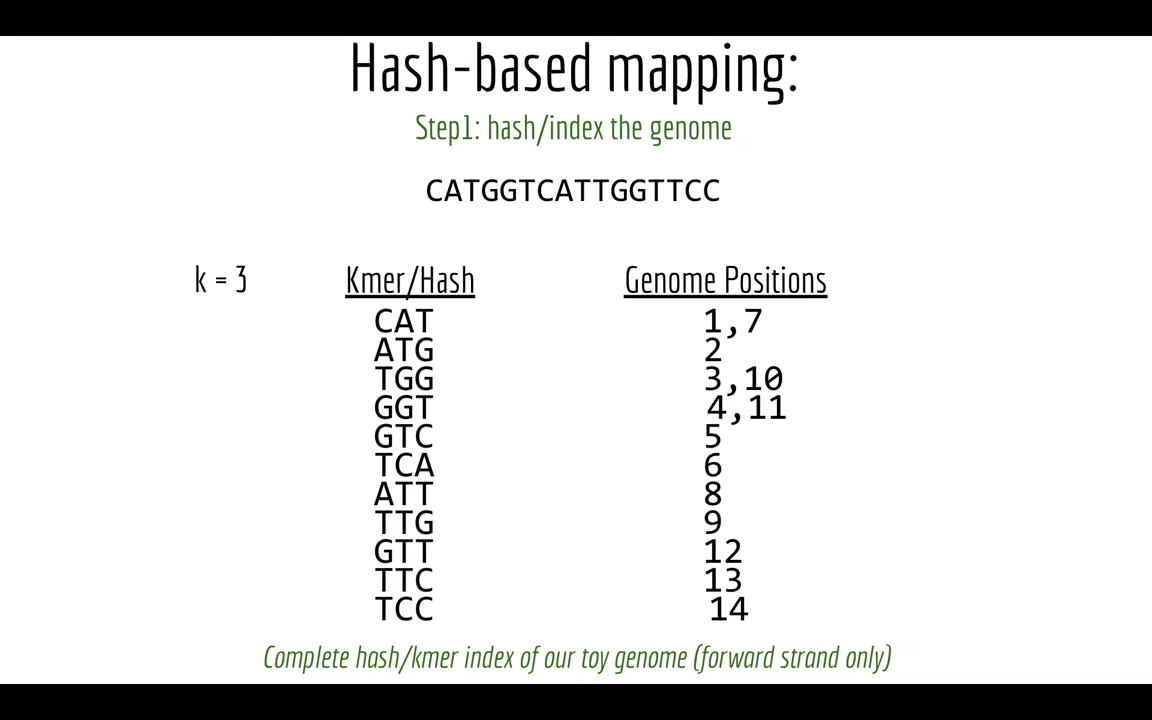 Hash-based mapping:
Step1: hash/index the genome
CATGGTCATTGGTTCC
k = 3 Kmer/Hash Genome Positions
CAT 1,7
ATG 2
TGG 3,10
GGT 4,11
GTC 5
TCA 6
ATT 8
TTG 9
GTT 12
TTC 13
TCC 14
Complete hash/kmer index of our toy genome (forward strand only)